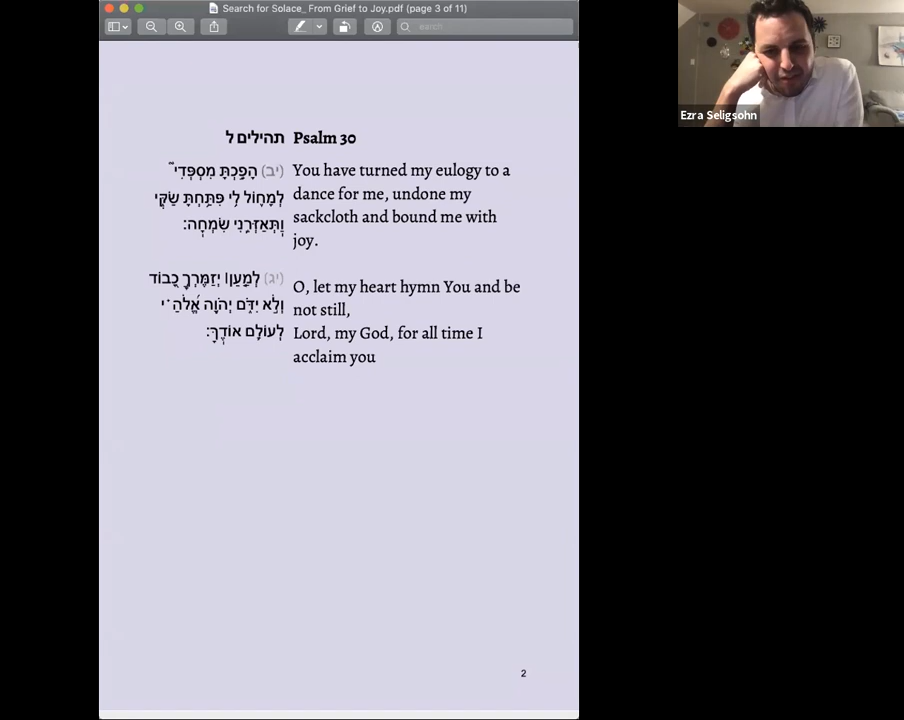 Search for Solace_ From Grief to Joy.pdf (page 3 of 11)
Ezra Seligsohn
תהילים ל Psalm 30
(יב) הָפַ֣כְתָּ מִסְפְּדִי֮
לְמָח֪וֹל לִ֥י פִּתַּ֥חְתָּ שַׂקִּ֑י
וַֽתְּאַזְּרֵ֥נִי שִׂמְחָֽה׃
You have turned my eulogy to a
dance for me, undone my
sackcloth and bound me with
joy.
(יג) לְמַ֤עַן׀ יְזַמֶּרְךָ֣ כָ֭בוֹד
וְלֹ֣א יִדֹּ֑ם יְהֹוָ֥ה אֱ֝לֹהַ֗י
לְעוֹלָ֥ם אוֹדֶֽךָּ׃
O, let my heart hymn You and be
not still,
Lord, my God, for all time I
acclaim you
2